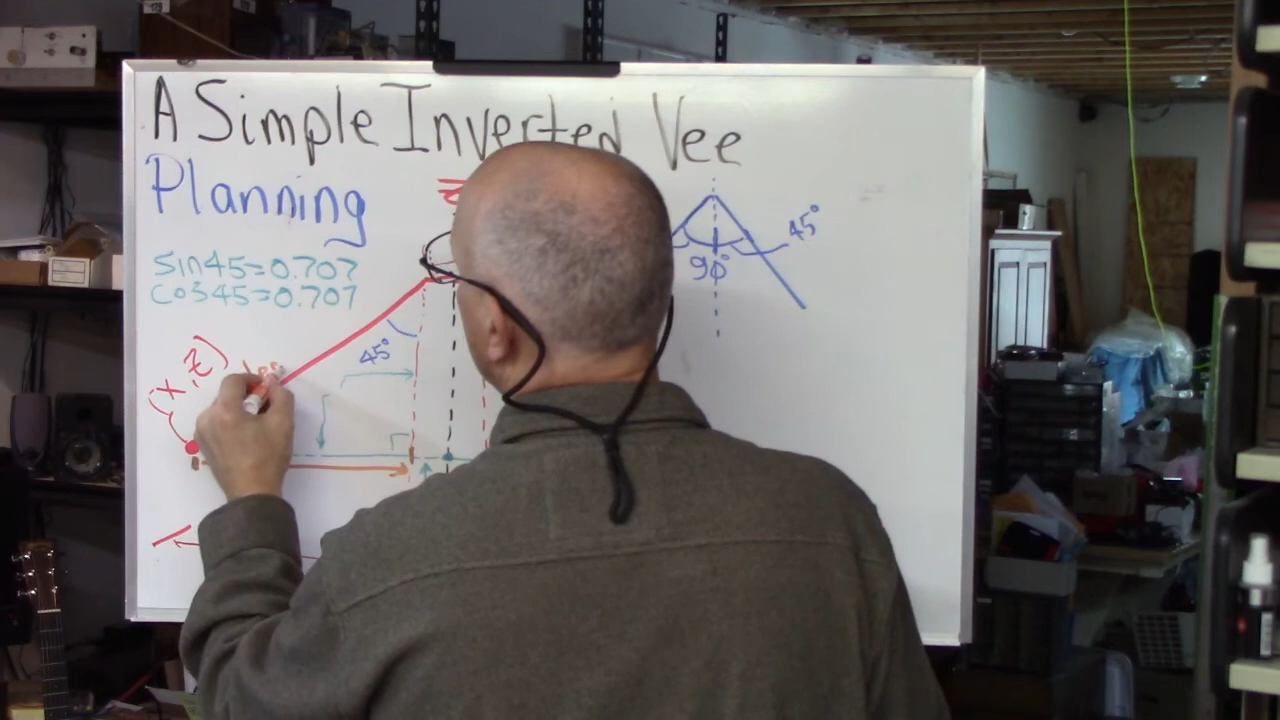 A Simple Inverted Vee
Planning
sin45=0.707
cos45=0.707
45°
90°
45°
(x,z)